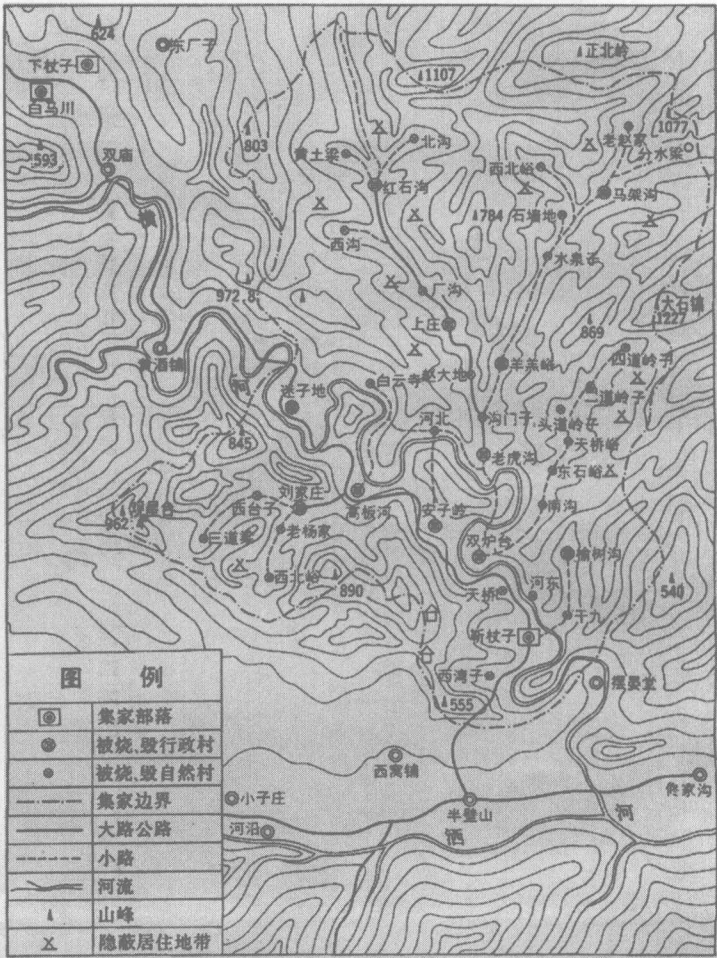 624
东厂子
正北岭
下杖子
1107
白马川
1077
老赵家
分水梁
593
803
北沟
黄土梁
双庙
西北峪
红石沟
马架沟
784
石墙地
西沟
水泉子
972.8
厂沟
大石镇
1227
上庄
869
四道岭子
羊羔峪
白云寺
赵大地
二道岭子
迷子地
河
河北
沟门子
头道岭子
天桥峪
845
老虎沟
东石峪
刘家庄
西台子
高板河
安子岭
南沟
962
三道梁
老杨家
双炉台
榆树沟
西北峪
890
天桥
河东
540
干九
靳杖子
西湾子
555
图 例
集家部落
被烧、毁行政村
被烧、毁自然村
集家边界
大路公路
小路
河流
山峰
隐蔽居住地带
西窝铺
小子庄
半壁山
佟家沟
河沿
洒
河